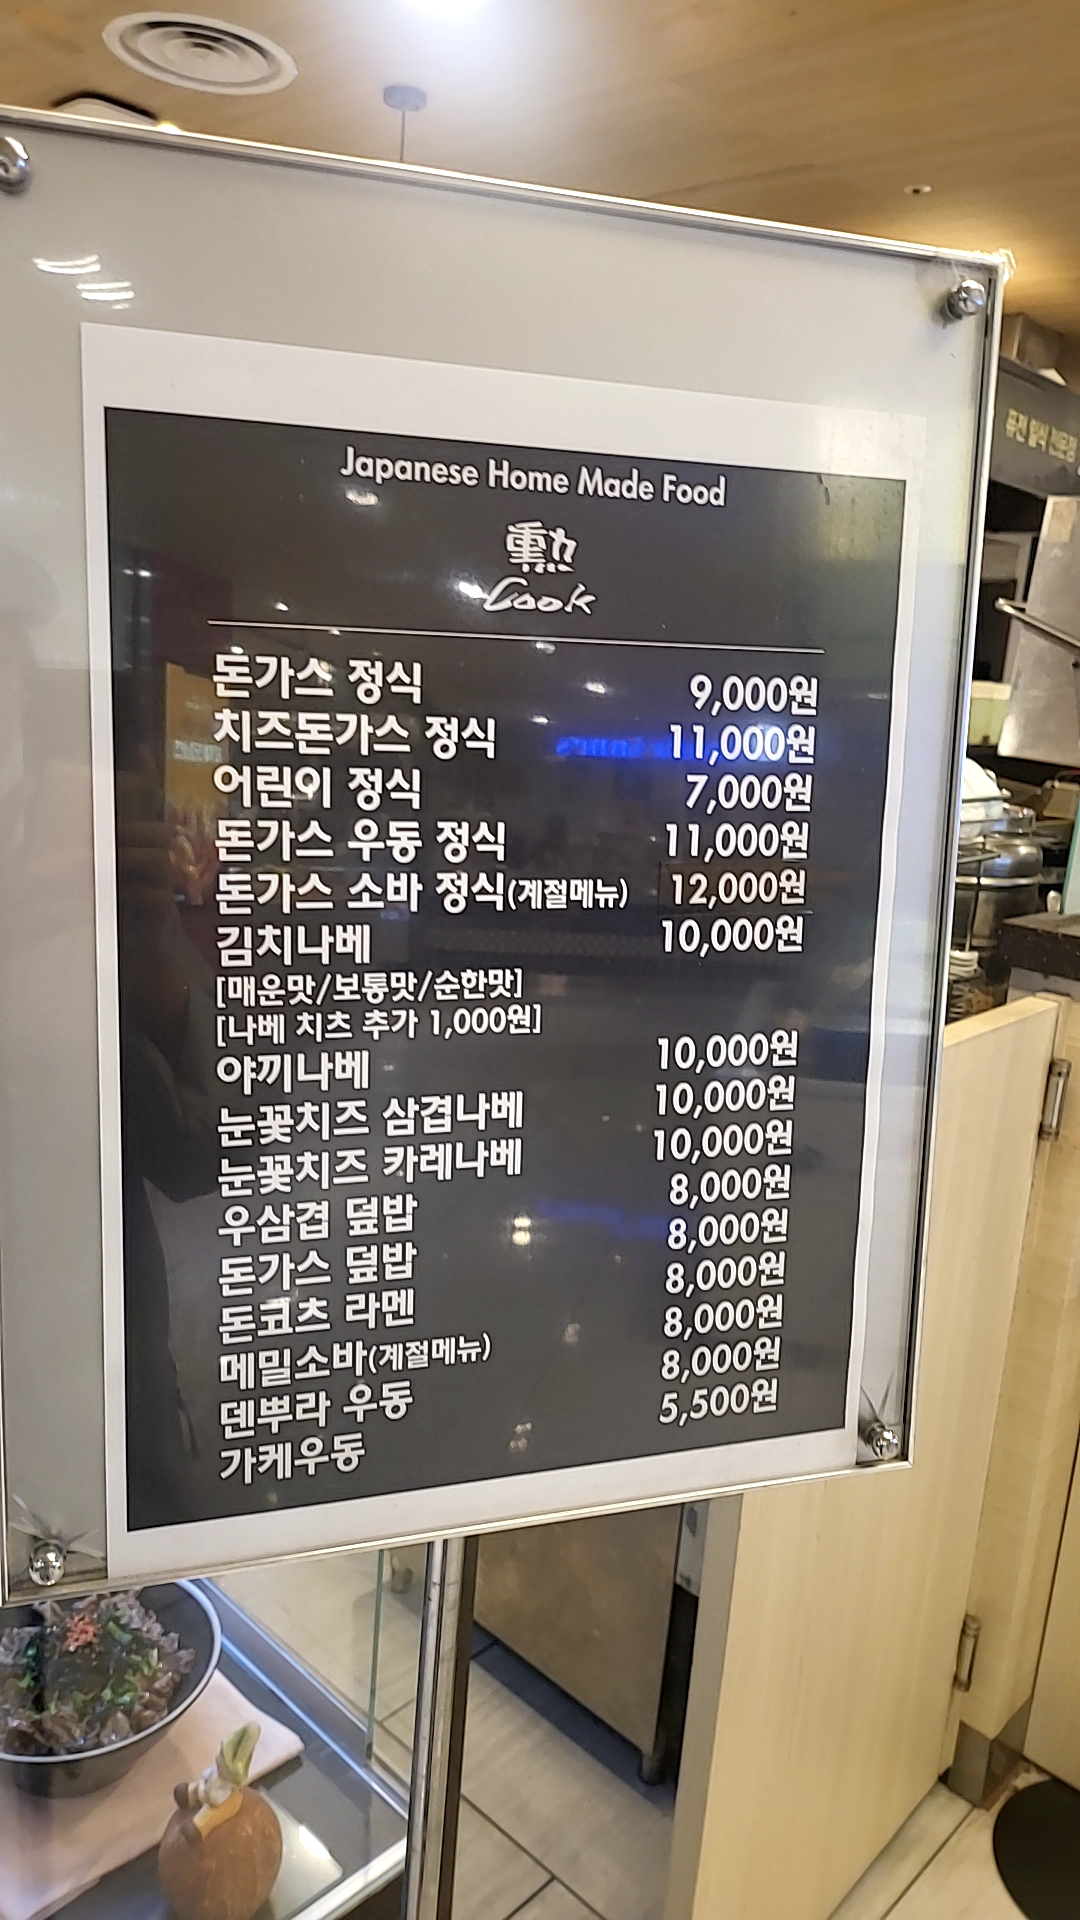 Japanese Home Made Food
勲
Cook
돈가스 정식 9,000원
치즈돈가스 정식 11,000원
어린이 정식 7,000원
돈가스 우동 정식 11,000원
돈가스 소바 정식(계절메뉴) 12,000원
김치나베 10,000원
[매운맛/보통맛/순한맛]
[나베 치츠 추가 1,000원]
야끼나베 10,000원
눈꽃치즈 삼겹나베 10,000원
눈꽃치즈 카레나베 10,000원
우삼겹 덮밥 8,000원
돈가스 덮밥 8,000원
돈코츠 라멘 8,000원
메밀소바(계절메뉴) 8,000원
덴뿌라 우동 8,000원
가케우동 5,500원
퓨전 일식 전문점